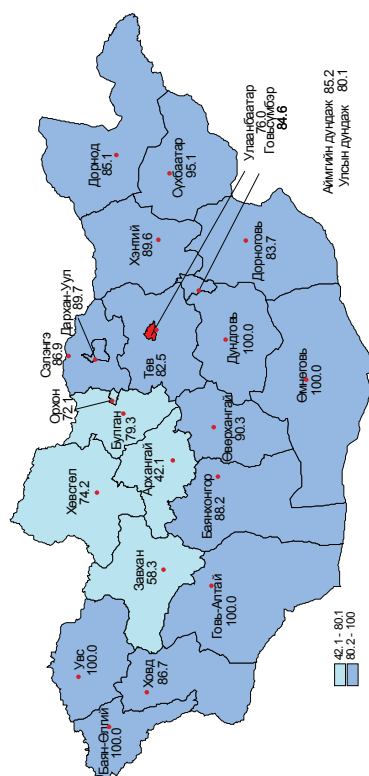 Баян-Өлгий
100.0
Увс
100.0
Ховд
86.7
Завхан
58.3
Говь-Алтай
100.0
Хөвсгөл
74.2
Архангай
42.1
Баянхонгор
88.2
Булган
79.3
Орхон
72.1
Өверхангай
90.3
Сэлэнгэ
86.9
Дархан-Уул
89.7
Төв
82.5
Дундговь
100.0
Өмнөговь
100.0
Хэнтий
89.6
Дорноговь
83.7
Дорнод
85.1
Сүхбаатар
95.1
Улаанбаатар
76.0
Говьсүмбэр
84.6
Аймгийн дундаж 85.2
Улсын дундаж 80.1
42.1 - 80.1
80.2 - 100